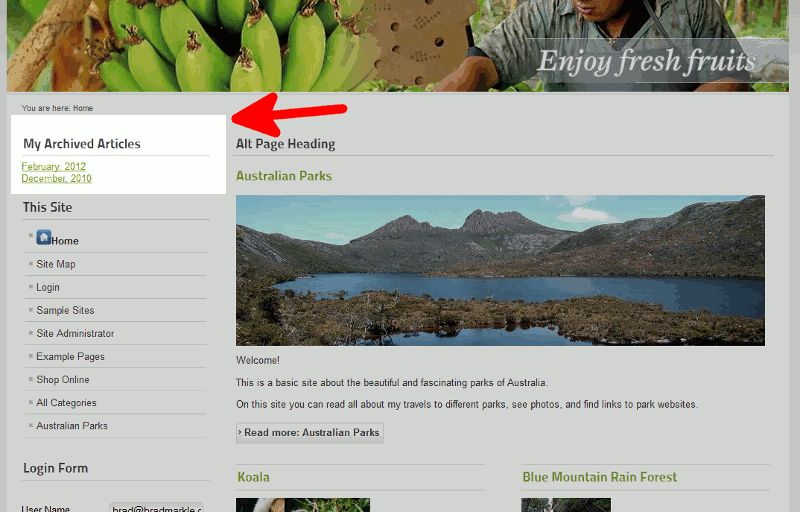 Enjoy fresh fruits
You are here: Home
My Archived Articles
February, 2012
December, 2010
This Site
Home
Site Map
Login
Sample Sites
Site Administrator
Example Pages
Shop Online
All Categories
Australian Parks
Login Form
User Name
brad@bradmarkle.c
Alt Page Heading
Australian Parks
Welcome!
This is a basic site about the beautiful and fascinating parks of Australia.
On this site you can read all about my travels to different parks, see photos, and find links to park websites.
Read more: Australian Parks
Koala
Blue Mountain Rain Forest